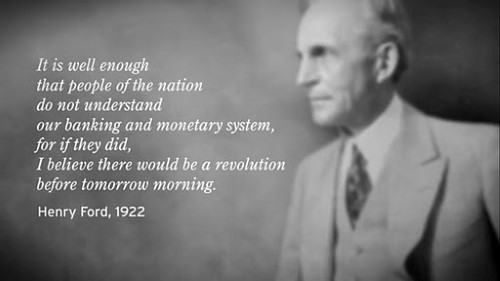 It is well enough
that people of the nation
do not understand
our banking and monetary system,
for if they did,
I believe there would be a revolution
before tomorrow morning.
Henry Ford, 1922